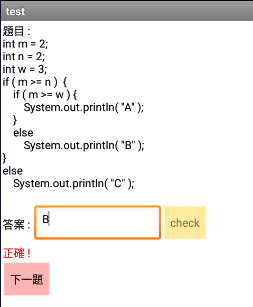 test
題目 :
int m = 2;
int n = 2;
int w = 3;
if ( m >= n )  {
    if ( m >= w ) {
        System.out.println( "A" );
    }
    else
        System.out.println( "B" );
}
else
    System.out.println( "C" );
答案 : B check
正確 !
下一題